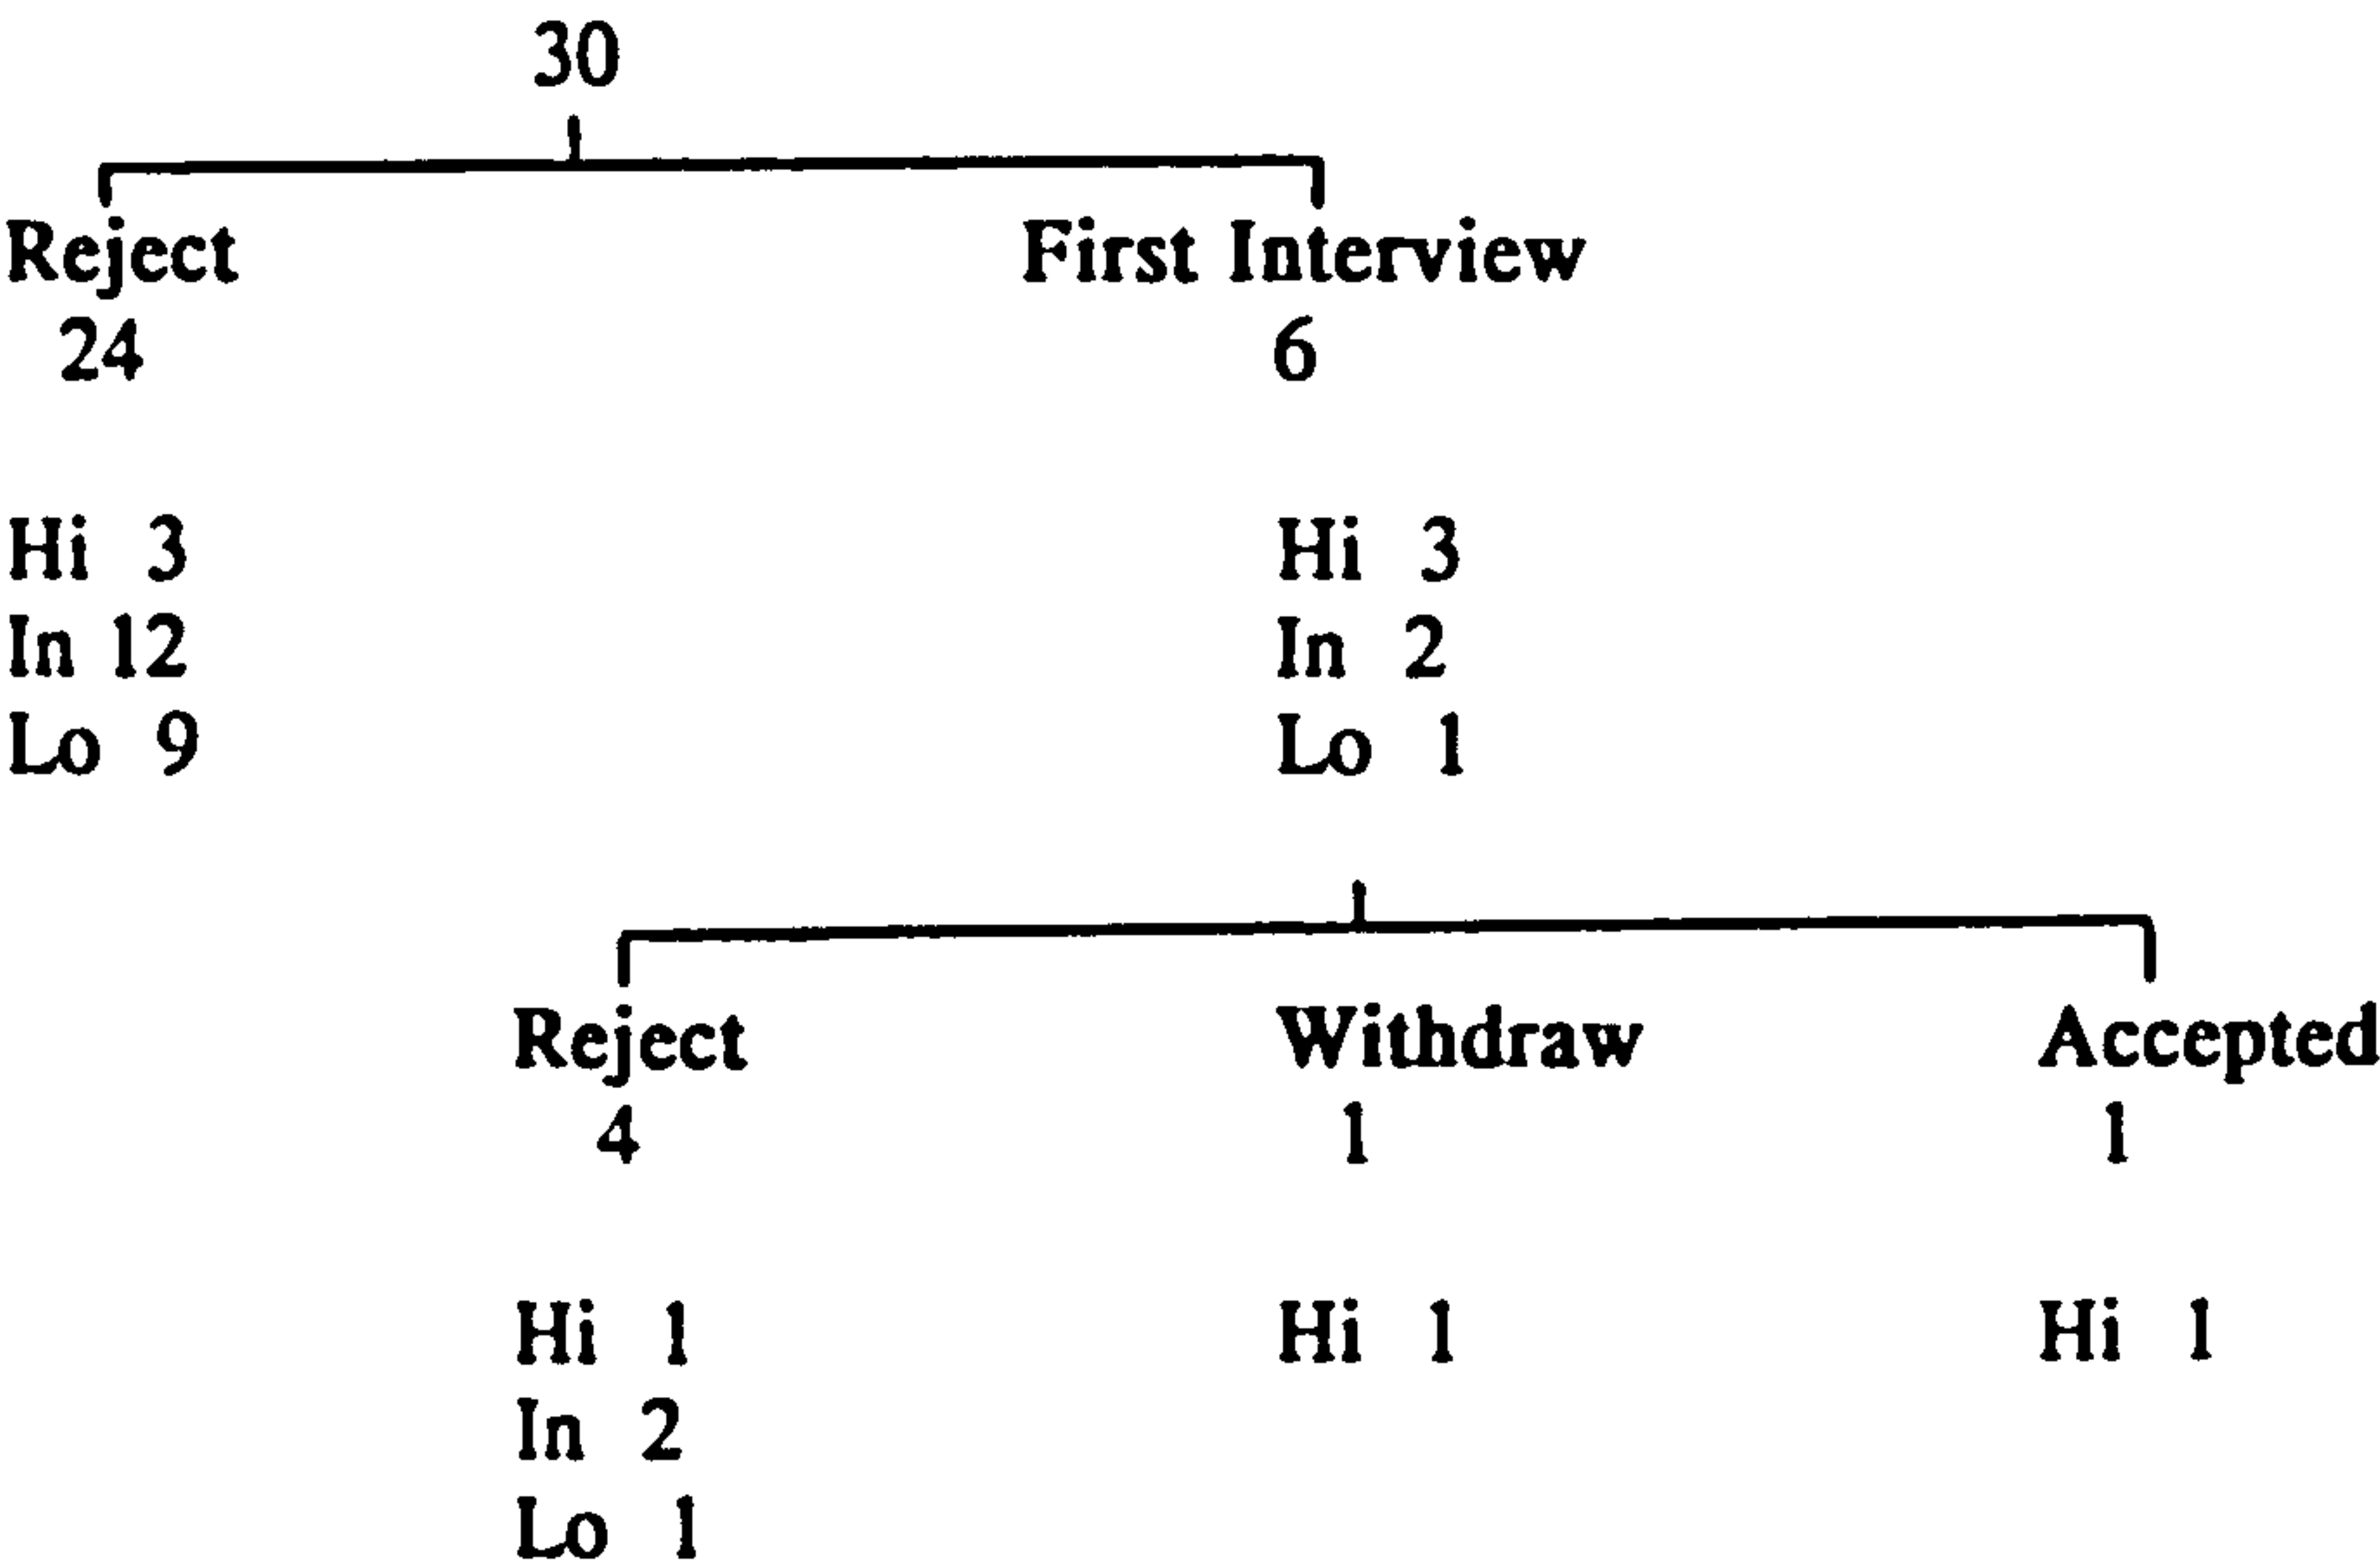 30
Reject First Interview
24 6
Hi 3 Hi 3
In 12 In 2
Lo 9 Lo 1
Reject Withdraw Accepted
4 1 1
Hi 1 Hi 1 Hi 1
In 2
Lo 1